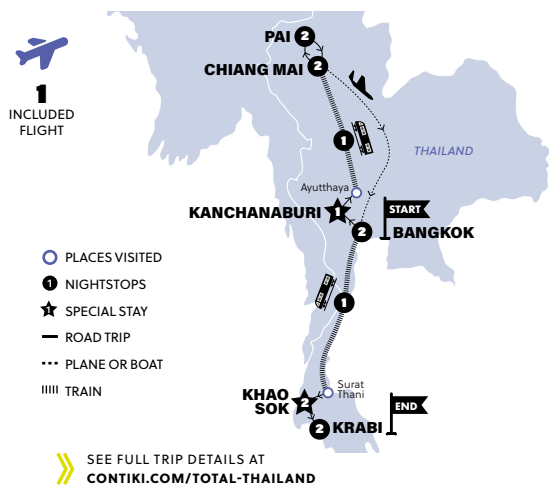 PAI 2
CHIANG MAI 2
1
INCLUDED
FLIGHT
1
THAILAND
Ayutthaya
KANCHANABURI 1
START
2 BANGKOK
PLACES VISITED
1 NIGHTSTOPS
1 SPECIAL STAY
ROAD TRIP
PLANE OR BOAT
TRAIN
1
Surat
Thani
KHAO
SOK 2
END
2 KRABI
SEE FULL TRIP DETAILS AT
CONTIKI.COM/TOTAL-THAILAND